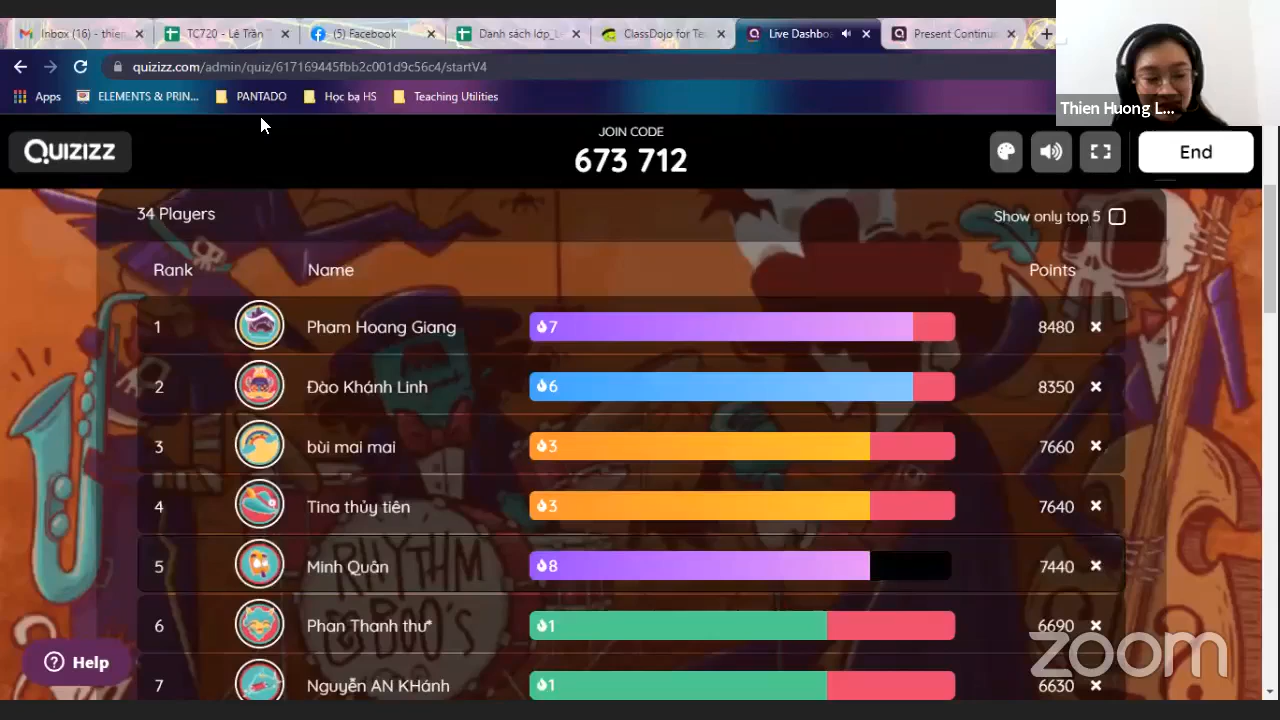 Inbox (16) - thier
TC720 - Lê Trần
(5) Facebook
Danh sách lớp_L
ClassDojo for Te
Live Dashbo
Present Continu
quizizz.com/admin/quiz/617169445fbb2c001d9c56c4/startV4
Apps
ELEMENTS & PRIN...
PANTADO
Học bạ HS
Teaching Utilities
Thien Huong L...
Quizizz
JOIN CODE
673 712
End
34 Players
Show only top 5
Rank Name Points
1 Pham Hoang Giang 7 8480
2 Đào Khánh Linh 6 8350
3 bùi mai mai 3 7660
4 Tina thủy tiên 3 7640
5 Minh Quân 8 7440
6 Phan Thanh thư* 1 6690
7 Nguyễn AN KHánh 1 6630
RHYTHM
& BOO'S
Help
zoom